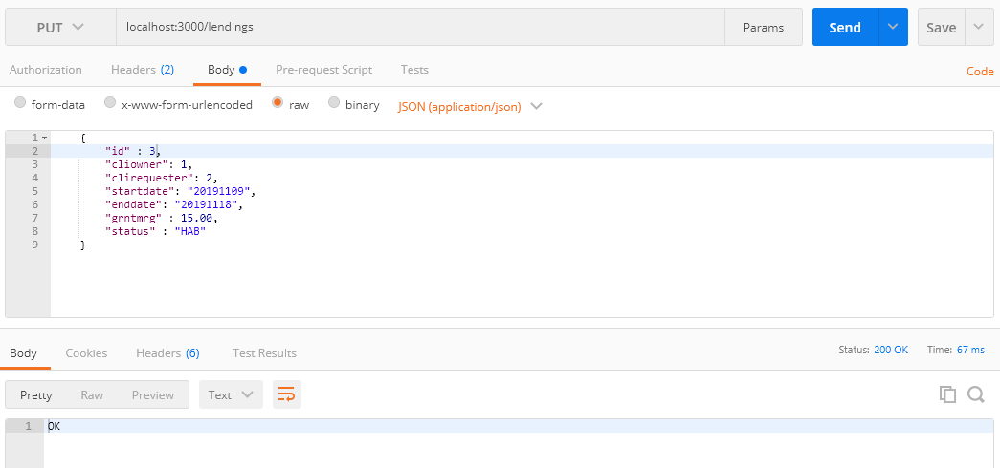 PUT localhost:3000/lendings Params Send Save
Authorization Headers (2) Body Pre-request Script Tests Code
form-data x-www-form-urlencoded raw binary JSON (application/json)
1 {
2 "id" : 3,
3 "cliowner": 1,
4 "clirequester": 2,
5 "startdate": "20191109",
6 "enddate": "20191118",
7 "grntmrg" : 15.00,
8 "status" : "HAB"
9 }
Body Cookies Headers (6) Test Results Status: 200 OK Time: 67 ms
Pretty Raw Preview Text
1 OK